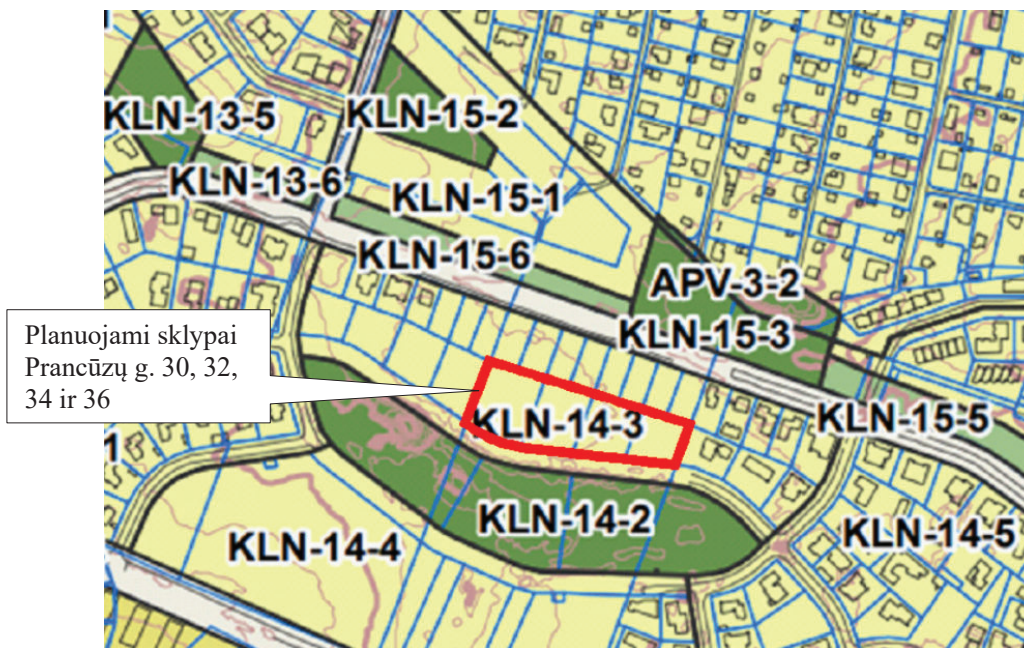 KLN-13-5
KLN-15-2
KLN-13-6
KLN-15-1
KLN-15-6
APV-3-2
KLN-15-3
Planuojami sklypai
Prancūzų g. 30, 32,
34 ir 36
KLN-14-3
KLN-15-5
1
KLN-14-2
KLN-14-4
KLN-14-5